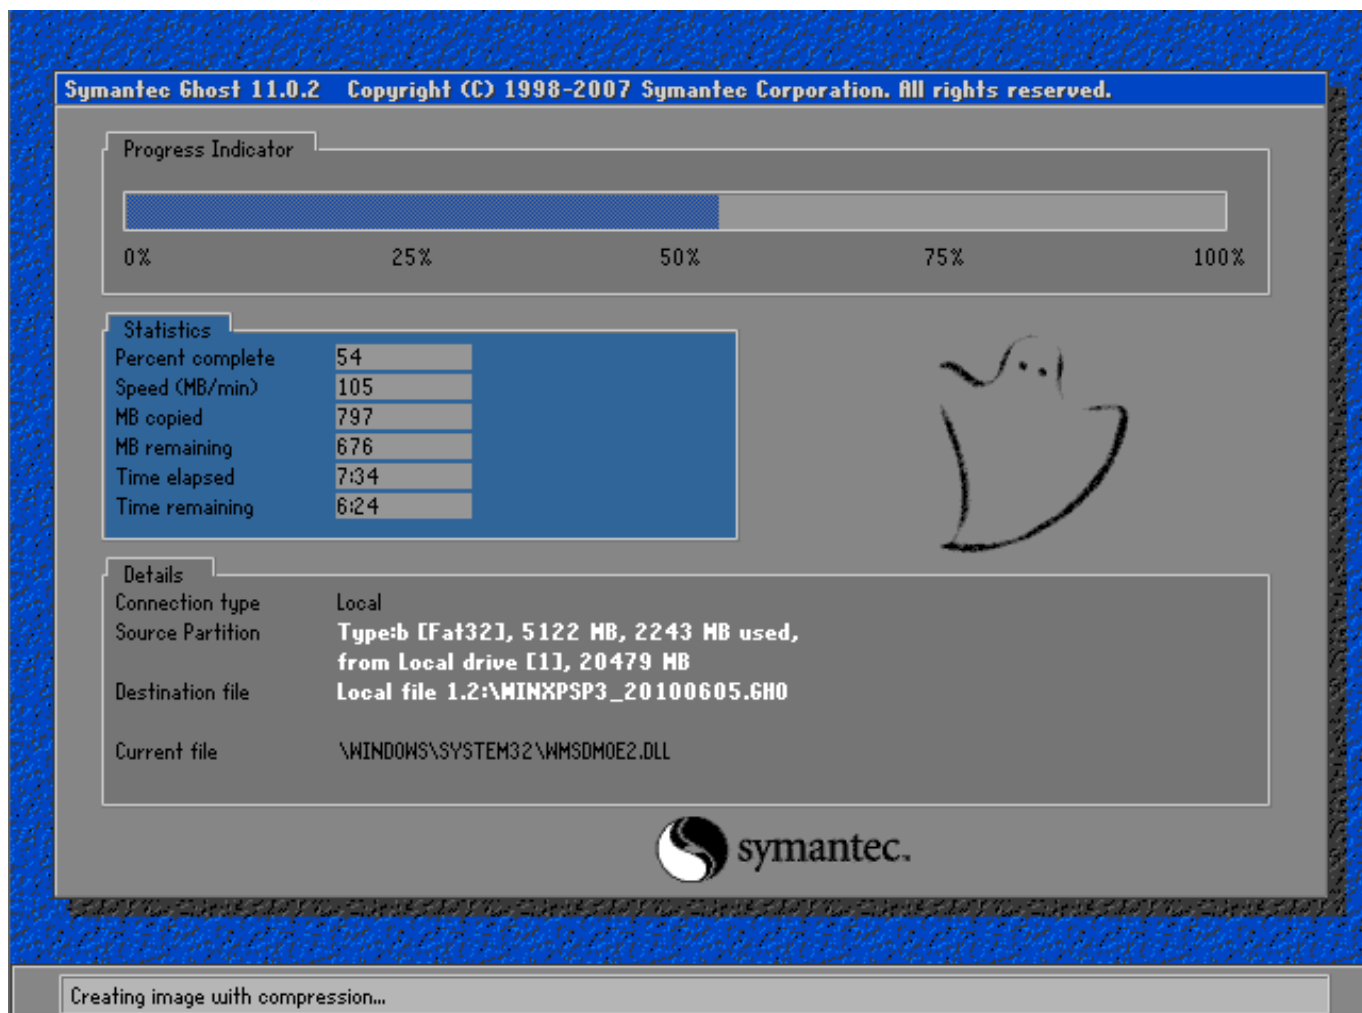 Symantec Ghost 11.0.2   Copyright (C) 1998-2007 Symantec Corporation. All rights reserved.
Progress Indicator
0% 25% 50% 75% 100%
Statistics
Percent complete 54
Speed (MB/min) 105
MB copied 797
MB remaining 676
Time elapsed 7:34
Time remaining 6:24
Details
Connection type Local
Source Partition Type:b [Fat32], 5122 MB, 2243 MB used,
from Local drive [1], 20479 MB
Destination file Local file 1.2:\WINXPSP3_20100605.GHO
Current file \WINDOWS\SYSTEM32\WMSDMOE2.DLL
symantec.
Creating image with compression...